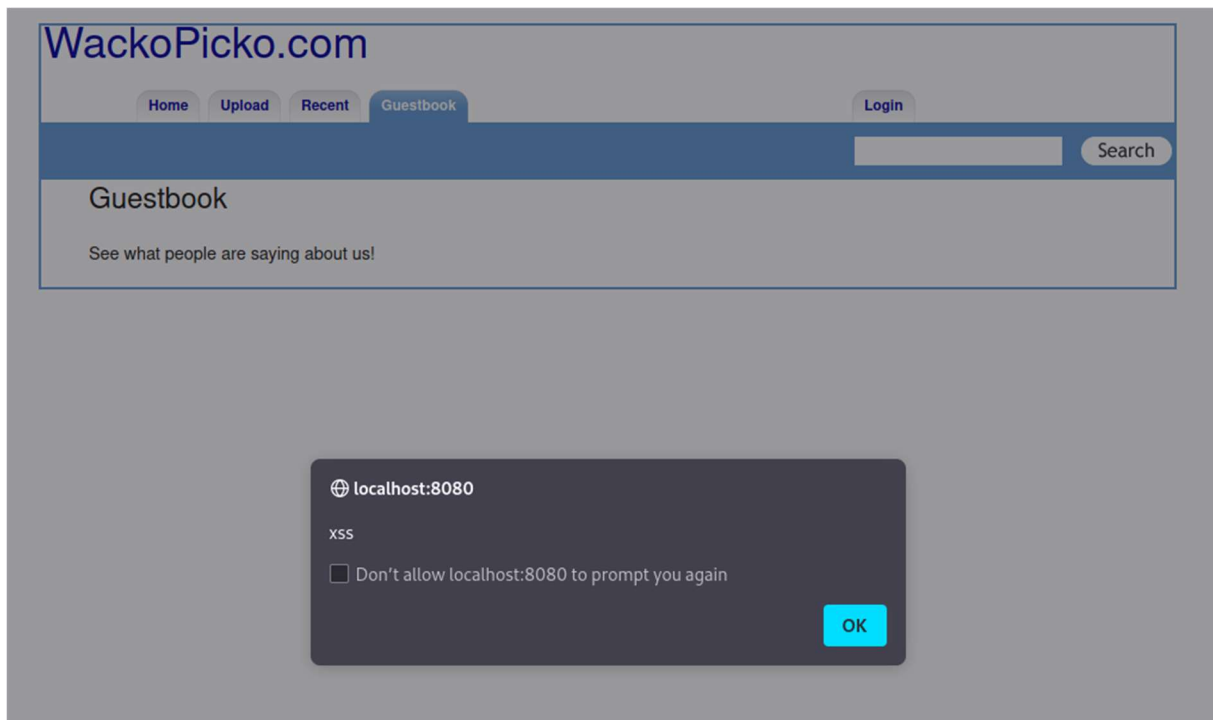 WackoPicko.com
Home Upload Recent Guestbook Login
Search
Guestbook
See what people are saying about us!
localhost:8080
xss
Don't allow localhost:8080 to prompt you again
OK